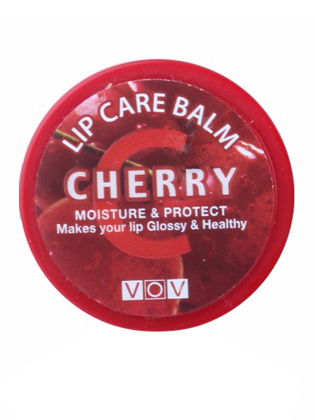 LIP CARE BALM
C
CHERRY
MOISTURE & PROTECT
Makes your lip Glossy & Healthy
VOV